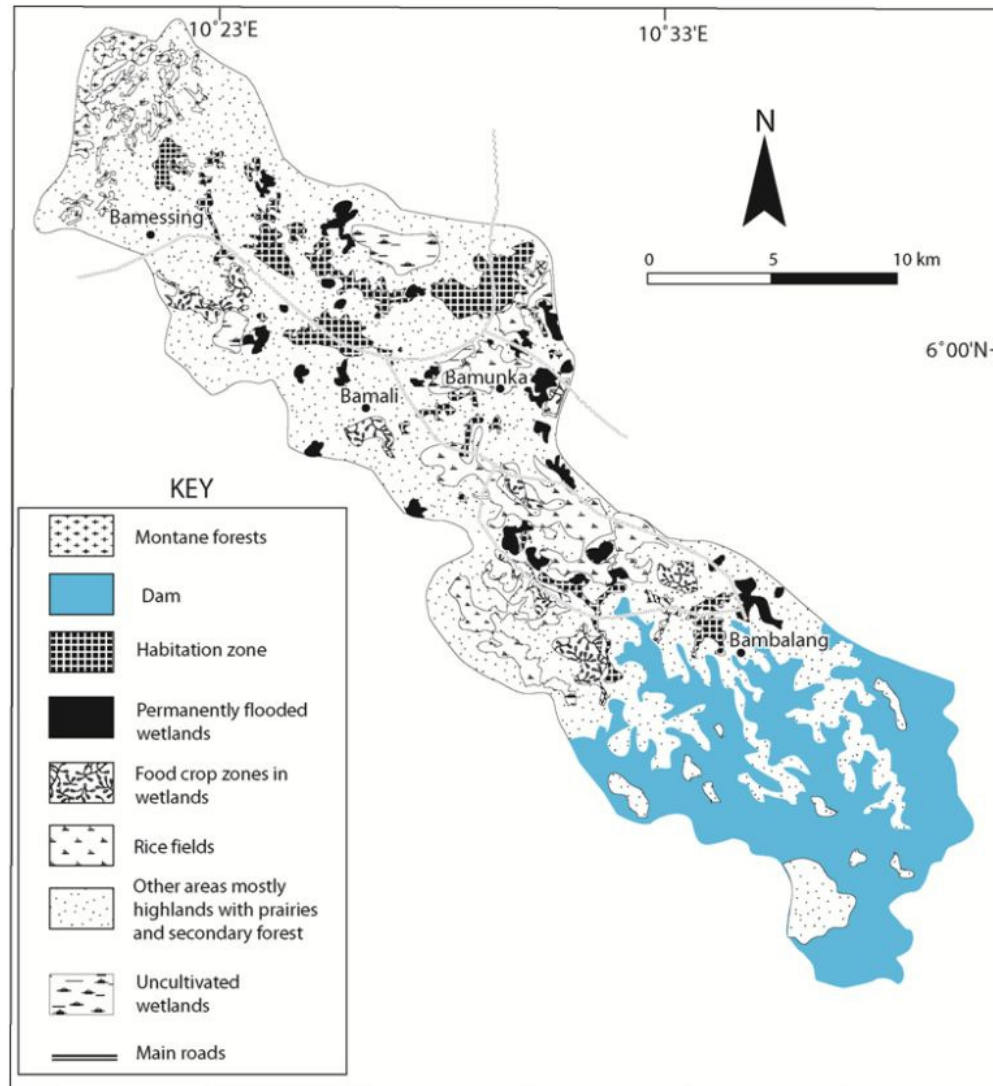 10˚23'E
10˚33'E
N
0 5 10 km
6˚00'N
Bamessing
Bamunka
Bamali
Bambalang
KEY
Montane forests
Dam
Habitation zone
Permanently flooded
wetlands
Food crop zones in
wetlands
Rice fields
Other areas mostly
highlands with prairies
and secondary forest
Uncultivated
wetlands
Main roads